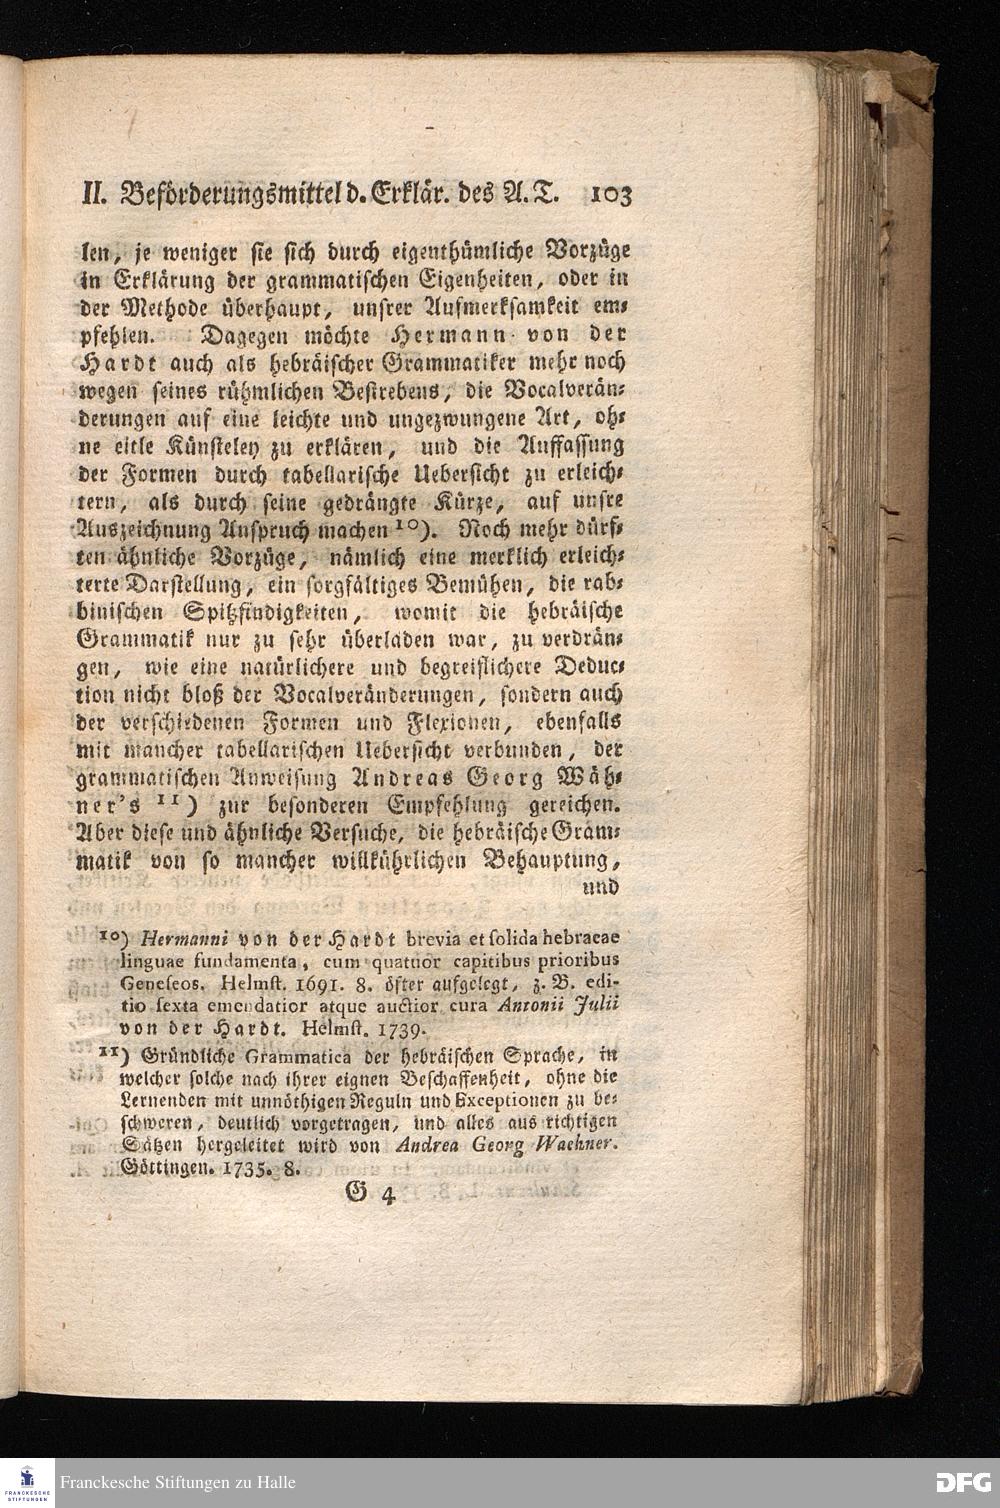 II. Beförderungsmittel d. Erklär. des A. T. 103
len, je weniger sie sich durch eigenthümliche Vorzüge
in Erklärung der grammatischen Eigenheiten, oder in
der Methode überhaupt, unsrer Aufmerksamkeit em-
pfehlen. Dagegen möchte Hermann von der
Hardt auch als hebräischer Grammatiker mehr noch
wegen seines rühmlichen Bestrebens, die Vocalverän-
derungen auf eine leichte und ungezwungene Art, oh-
ne eitle Künsteley zu erklären, und die Auffassung
der Formen durch tabellarische Uebersicht zu erleich-
tern, als durch seine gedrängte Kürze, auf unsre
Auszeichnung Anspruch machen 10). Noch mehr dürf-
ten ähnliche Vorzüge, nämlich eine merklich erleich-
terte Darstellung, ein sorgfältiges Bemühen, die rab-
binischen Spitzfindigkeiten, womit die hebräische
Grammatik nur zu sehr überladen war, zu verdrän-
gen, wie eine natürlichere und begreiflichere Deduc-
tion nicht bloß der Vocalveränderungen, sondern auch
der verschiedenen Formen und Flexionen, ebenfalls
mit mancher tabellarischen Uebersicht verbunden, der
grammatischen Anweisung Andreas Georg Wäh-
ner's 11) zur besonderen Empfehlung gereichen.
Aber diese und ähnliche Versuche, die hebräische Gram-
matik von so mancher willkührlichen Behauptung,
und
10) Hermanni von der Hardt brevia et solida hebraeae
linguae fundamenta, cum quatuor capitibus prioribus
Geneseos. Helmst. 1691. 8. öfter aufgelegt, z. B. edi-
tio sexta emendatior atque auctior cura Antonii Julii
von der Hardt. Helmst. 1739.
11) Gründliche Grammatica der hebräischen Sprache, in
welcher solche nach ihrer eignen Beschaffenheit, ohne die
Lernenden mit unnöthigen Reguln und Exceptionen zu be-
schweren, deutlich vorgetragen, und alles aus richtigen
Sätzen hergeleitet wird von Andrea Georg Waehner.
Göttingen. 1735. 8.
G 4
FRANCKESCHE
STIFTUNGEN
Franckesche Stiftungen zu Halle
DFG